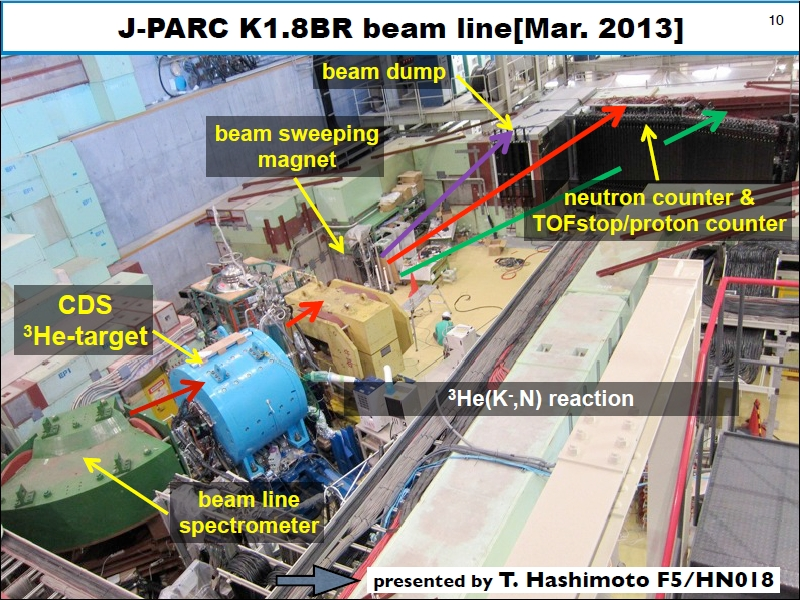 J-PARC K1.8BR beam line[Mar. 2013]
10
beam dump
beam sweeping
magnet
neutron counter &
TOFstop/proton counter
CDS
³He-target
³He(K⁻,N) reaction
beam line
spectrometer
presented by T. Hashimoto F5/HN018